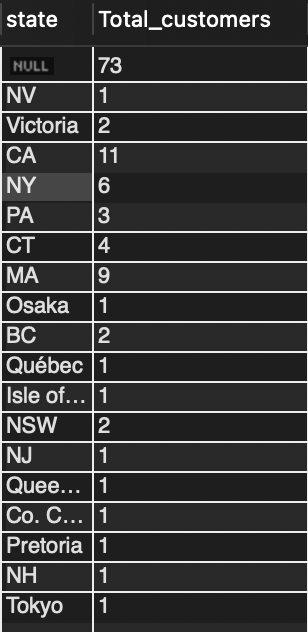 state Total_customers
NULL 73
NV 1
Victoria 2
CA 11
NY 6
PA 3
CT 4
MA 9
Osaka 1
BC 2
Québec 1
Isle of... 1
NSW 2
NJ 1
Quee... 1
Co. C... 1
Pretoria 1
NH 1
Tokyo 1